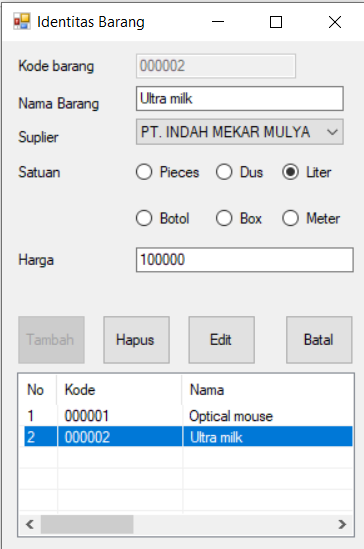 Identitas Barang
Kode barang 000002
Nama Barang Ultra milk
Suplier PT. INDAH MEKAR MULYA
Satuan Pieces Dus Liter
Botol Box Meter
Harga 100000
Tambah Hapus Edit Batal
No Kode Nama
1 000001 Optical mouse
2 000002 Ultra milk